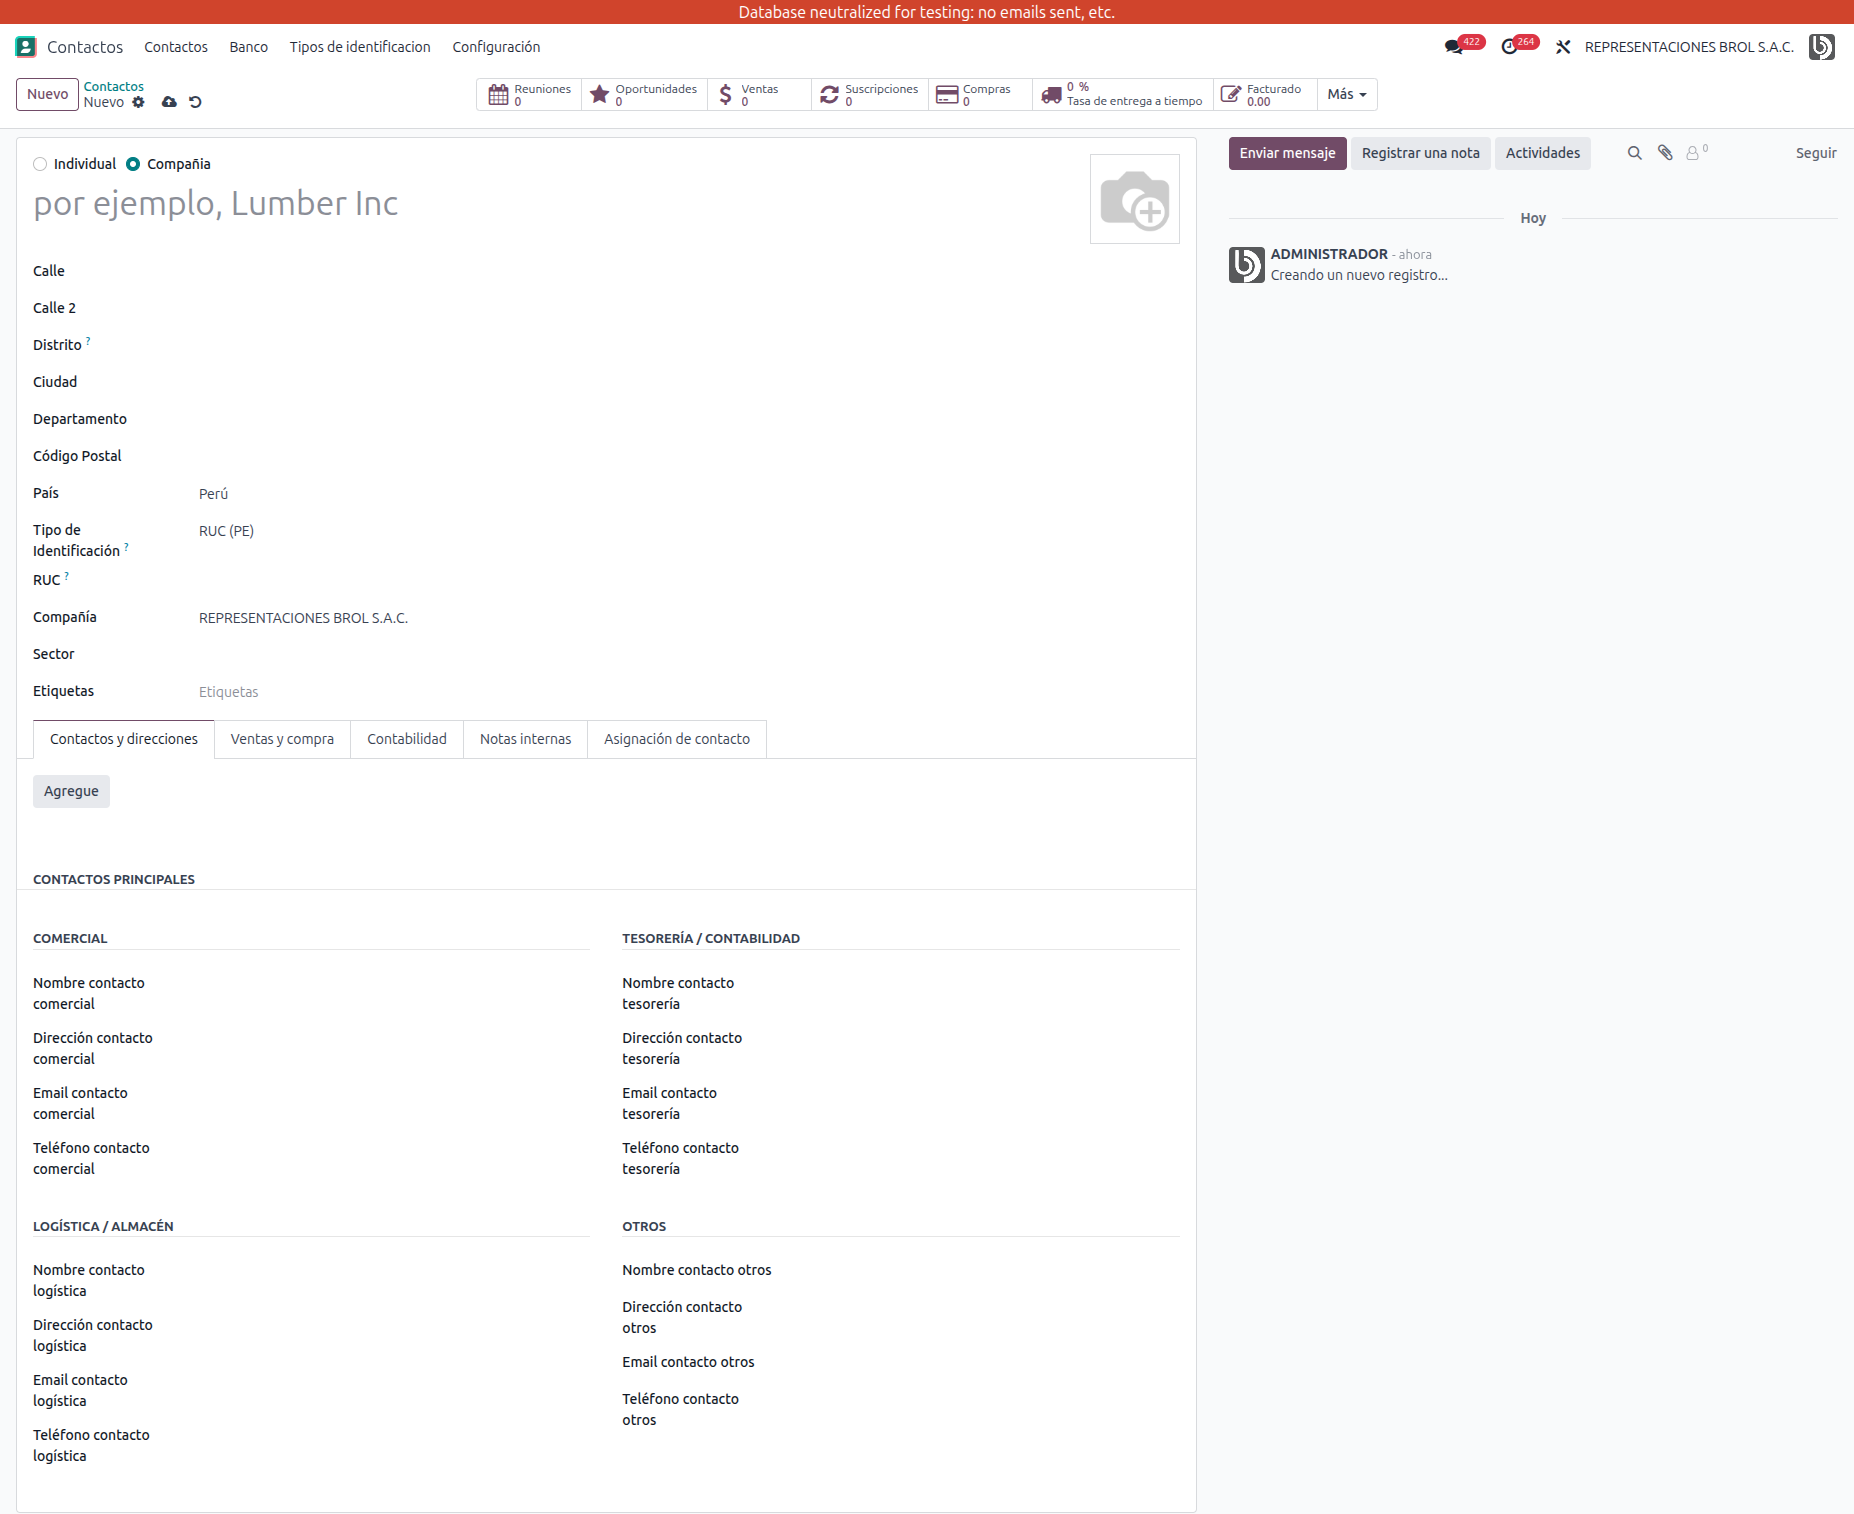 Database neutralized for testing: no emails sent, etc.
Contactos Contactos Banco Tipos de identificacion Configuración 422 264 REPRESENTACIONES BROL S.A.C.
Nuevo
Contactos
Nuevo
Reuniones
0
Oportunidades
0
Ventas
0
Suscripciones
0
Compras
0
0 %
Tasa de entrega a tiempo
Facturado
0.00
Más
Individual Compañia
por ejemplo, Lumber Inc
Calle
Calle 2
Distrito ?
Ciudad
Departamento
Código Postal
País Perú
Tipo de
Identificación ? RUC (PE)
RUC ?
Compañía REPRESENTACIONES BROL S.A.C.
Sector
Etiquetas Etiquetas
Contactos y direcciones Ventas y compra Contabilidad Notas internas Asignación de contacto
Agregue
CONTACTOS PRINCIPALES
COMERCIAL
Nombre contacto
comercial
Dirección contacto
comercial
Email contacto
comercial
Teléfono contacto
comercial
TESORERÍA / CONTABILIDAD
Nombre contacto
tesorería
Dirección contacto
tesorería
Email contacto
tesorería
Teléfono contacto
tesorería
LOGÍSTICA / ALMACÉN
Nombre contacto
logística
Dirección contacto
logística
Email contacto
logística
Teléfono contacto
logística
OTROS
Nombre contacto otros
Dirección contacto
otros
Email contacto otros
Teléfono contacto
otros
Enviar mensaje Registrar una nota Actividades 0 Seguir
Hoy
ADMINISTRADOR - ahora
Creando un nuevo registro...